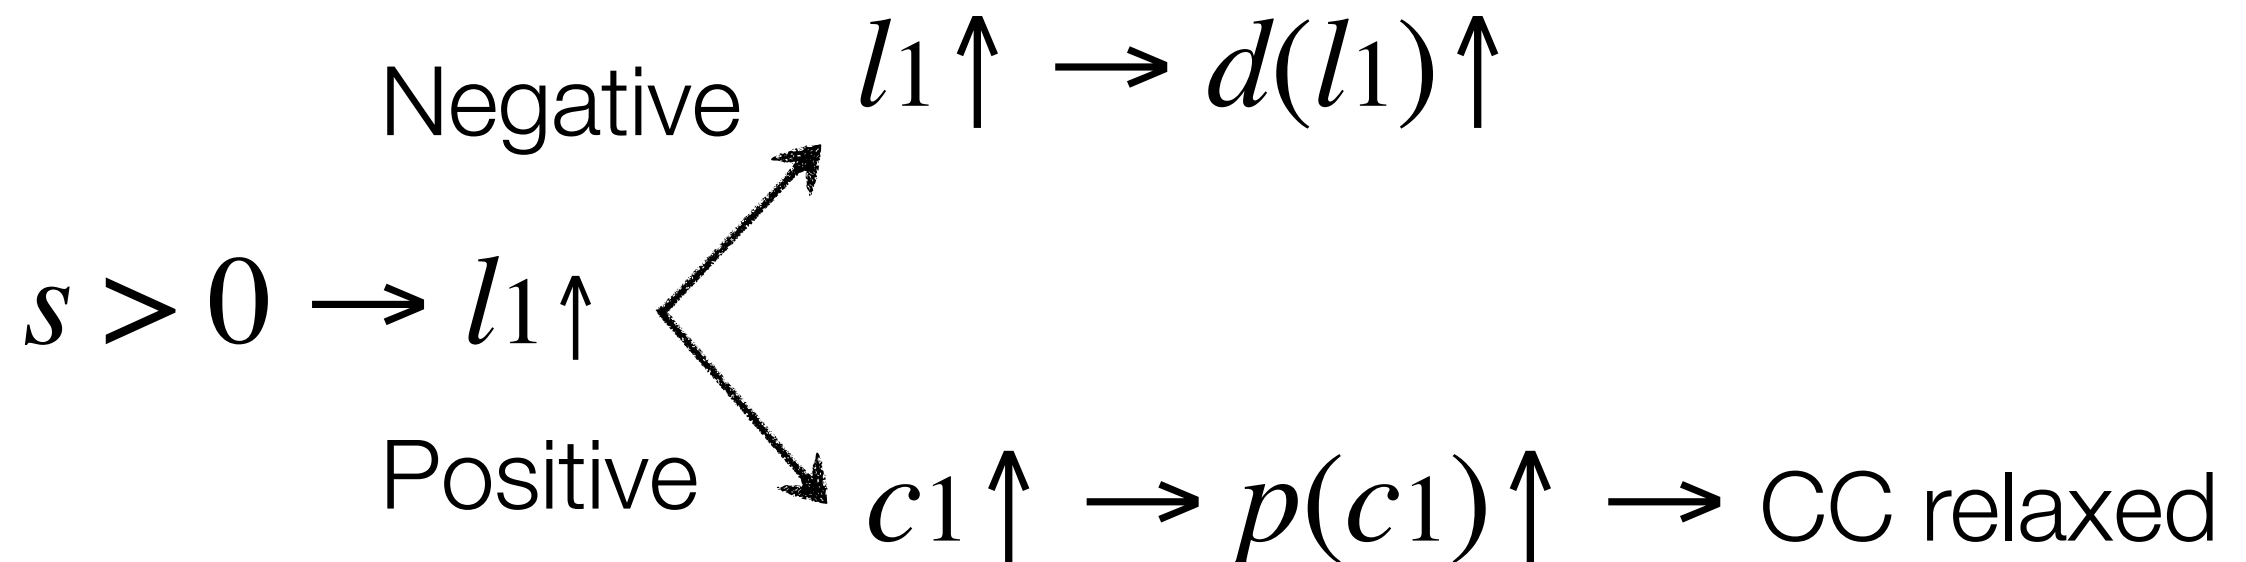 Negative
l1↑ → d(l1)↑
s > 0 → l1↑
Positive
c1↑ → p(c1)↑ → CC relaxed